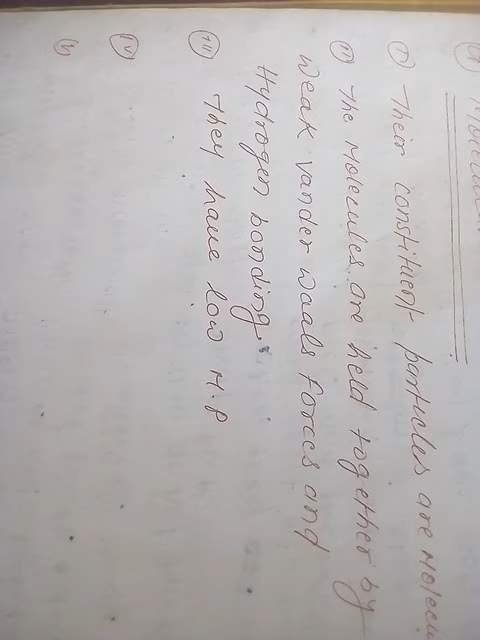 (i) Their constituent particles are
(ii) The molecules are held together by
weak vander waals forces and
Hydrogen bonding.
(iii) They have low M.P
(iv)
(v)